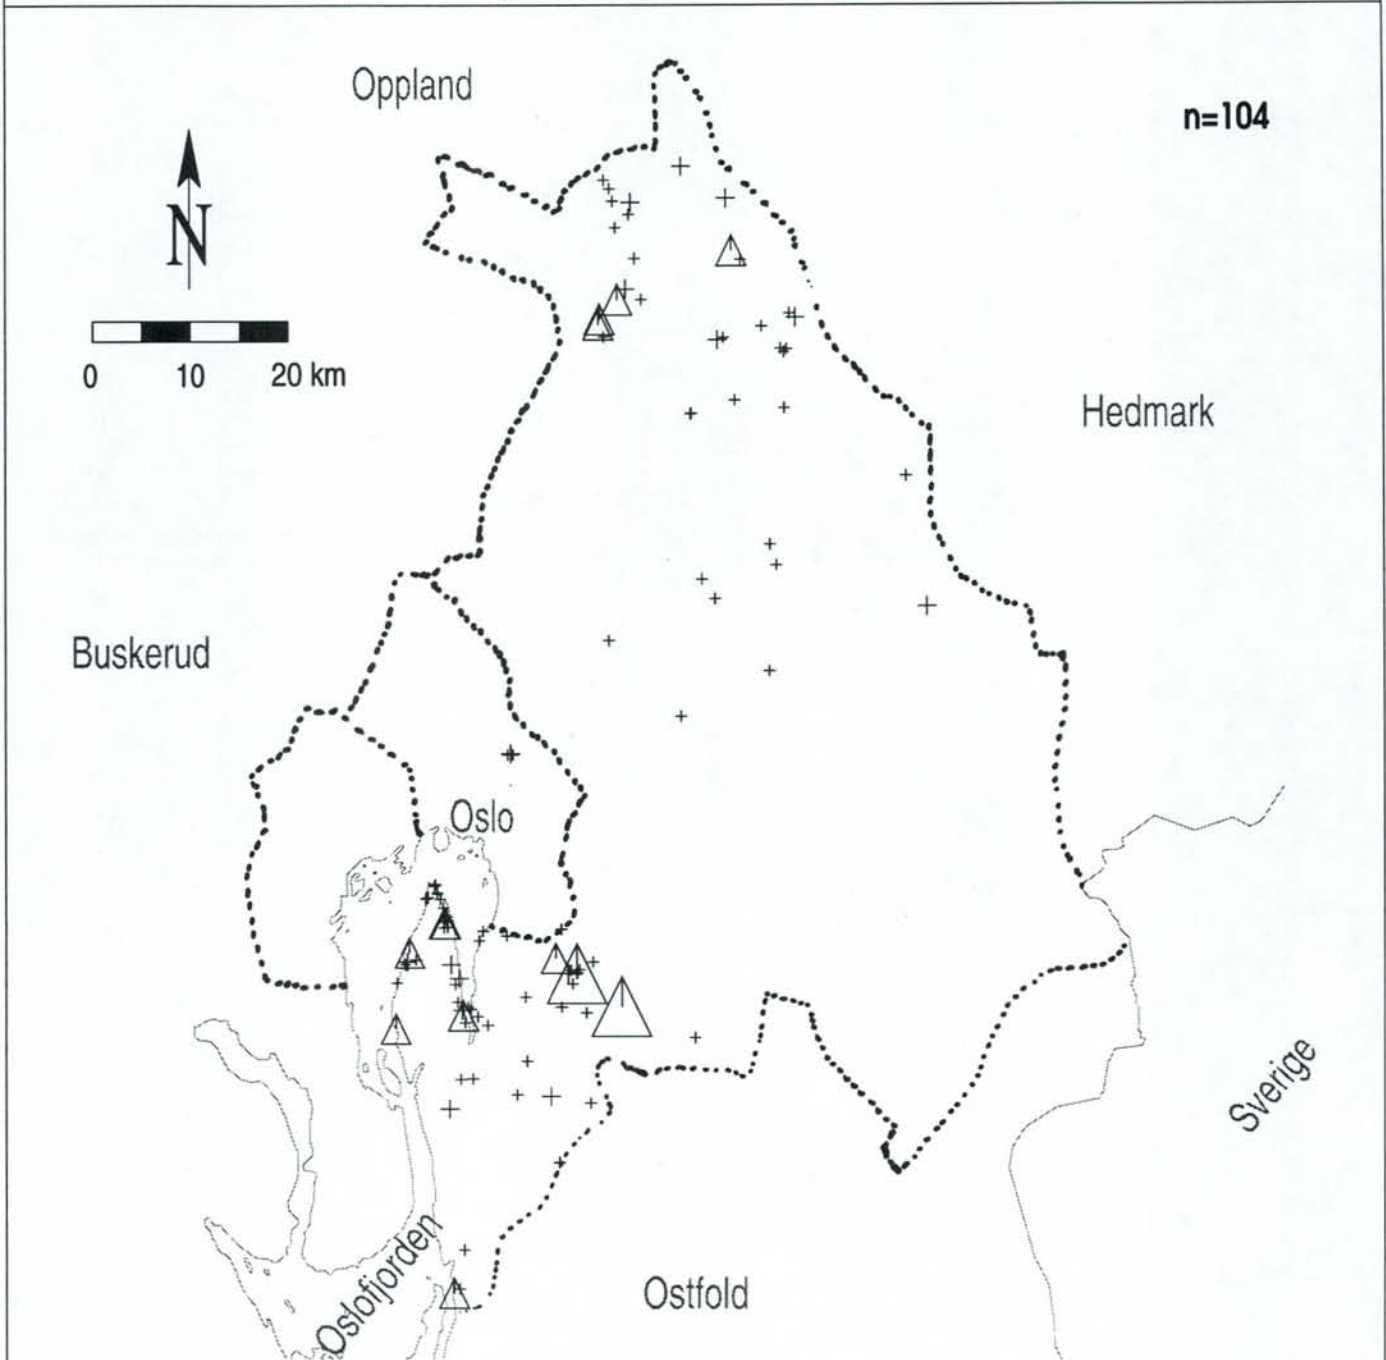 Oppland
n=104
N
0 10 20 km
Hedmark
Buskerud
Oslo
Sverige
Oslofjorden
Ostfold